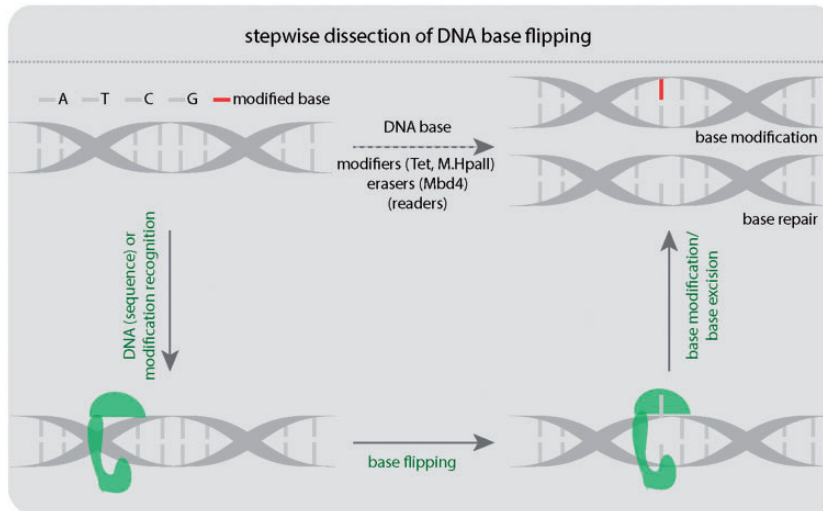 stepwise dissection of DNA base flipping
A T C G modified base
DNA base
modifiers (Tet, M.HpaII)
erasers (Mbd4)
(readers)
base modification
base repair
DNA (sequence) or
modification recognition
base modification/
base excision
base flipping